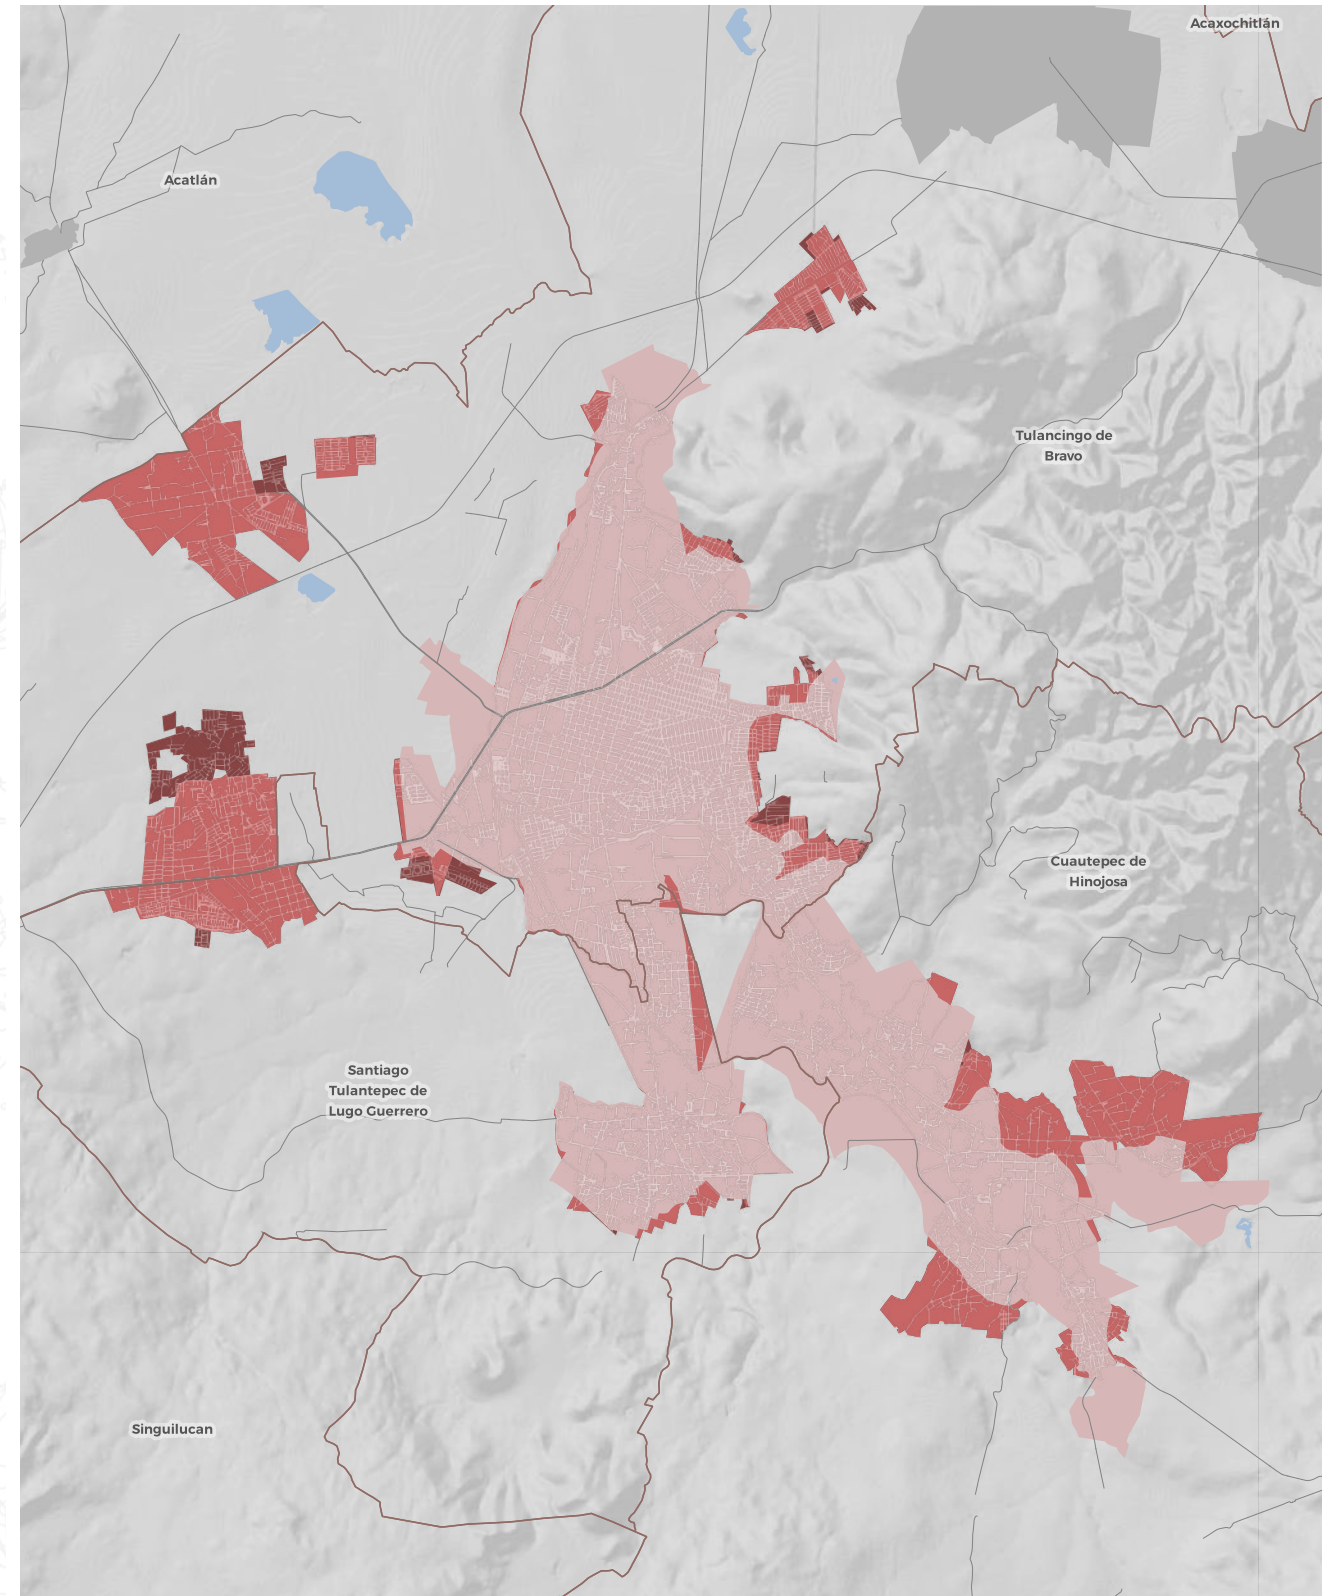 Acaxochitlán
Acatlán
Tulancingo de
Bravo
Cuautepec de
Hinojosa
Santiago
Tulantepec de
Lugo Guerrero
Singuilucan